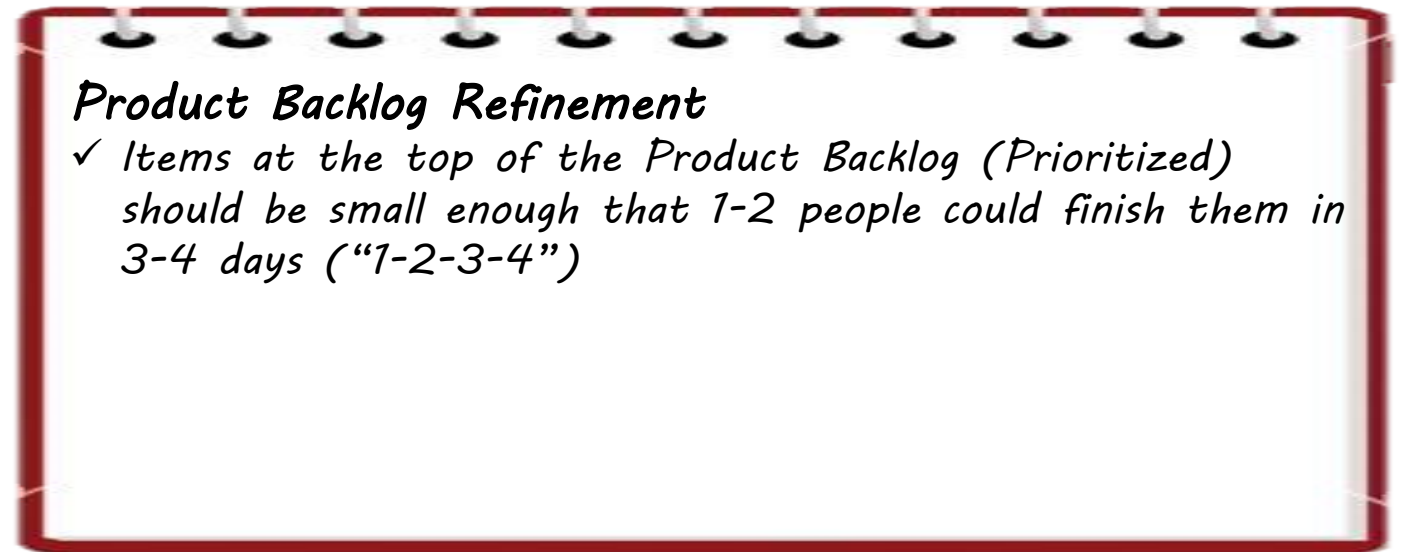 Product Backlog Refinement
✓ Items at the top of the Product Backlog (Prioritized)
should be small enough that 1-2 people could finish them in
3-4 days (“1-2-3-4”)